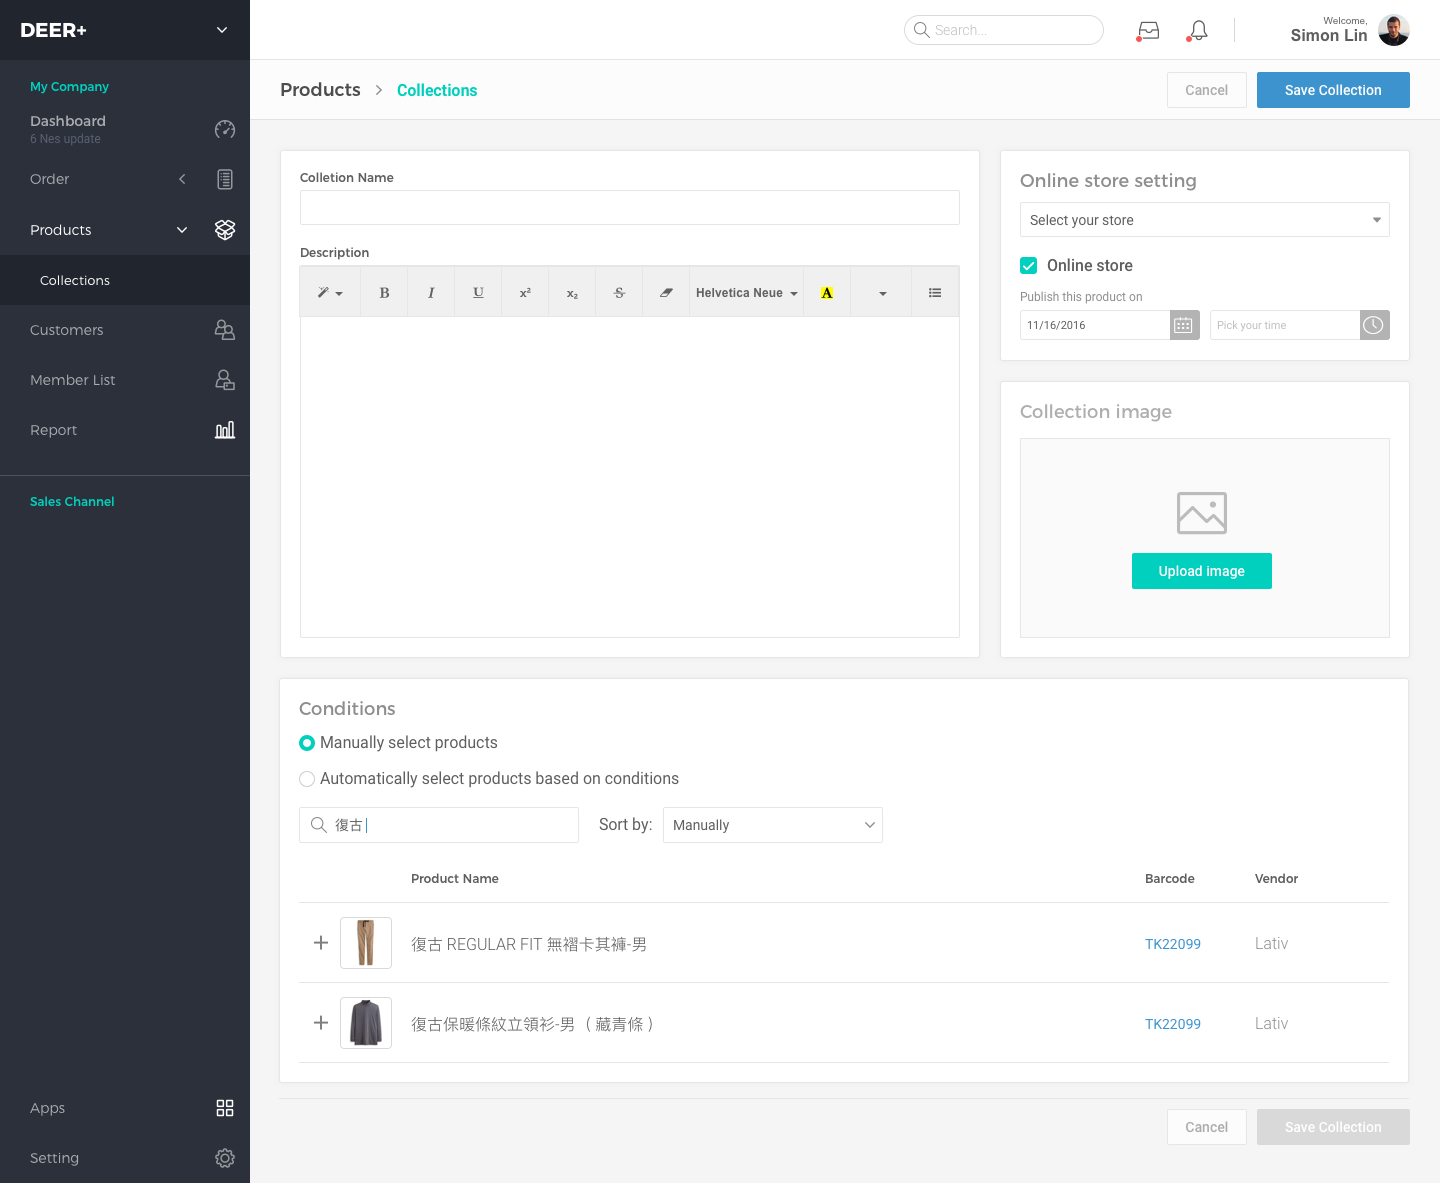 DEER+
Search...
Welcome,
Simon Lin
My Company
Dashboard
6 Nes update
Order
Products
Collections
Customers
Member List
Report
Sales Channel
Apps
Setting
Products > Collections
Cancel
Save Collection
Colletion Name
Description
B I U x² x₂ S Helvetica Neue A
Online store setting
Select your store
Online store
Publish this product on
11/16/2016
Pick your time
Collection image
Upload image
Conditions
Manually select products
Automatically select products based on conditions
復古
Sort by: Manually
Product Name Barcode Vendor
復古 REGULAR FIT 無褶卡其褲-男 TK22099 Lativ
復古保暖條紋立領衫-男（藏青條） TK22099 Lativ
Cancel
Save Collection